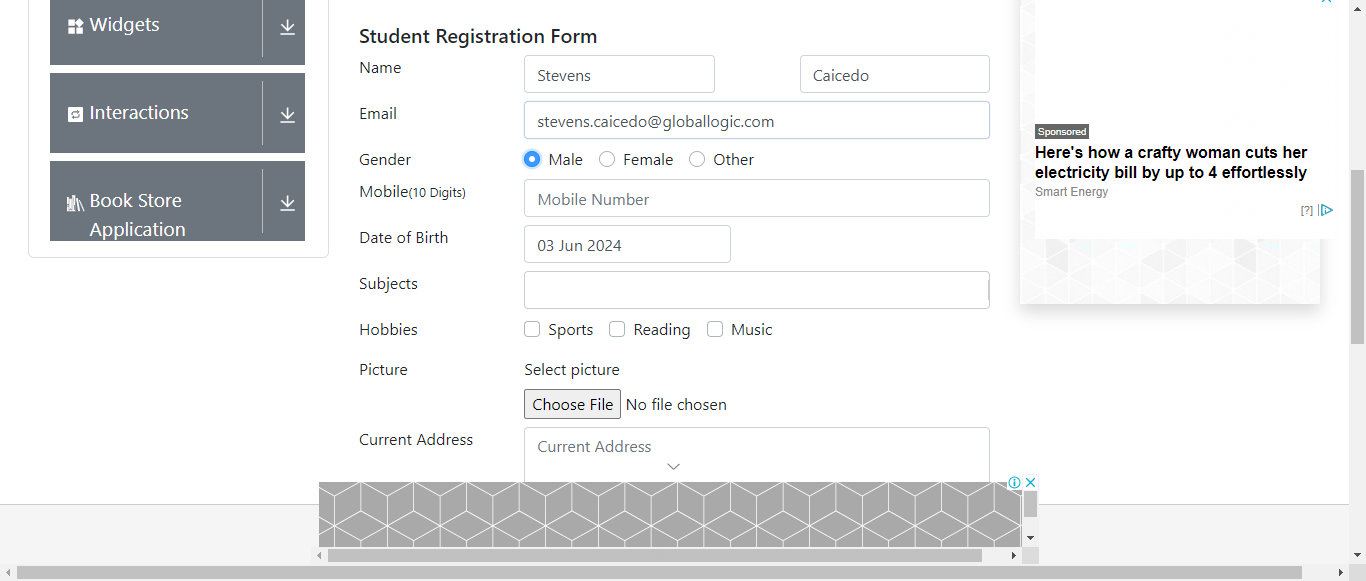 Widgets
Interactions
Book Store
Application
Student Registration Form
Name
Stevens
Caicedo
Email
stevens.caicedo@globallogic.com
Gender
Male
Female
Other
Mobile(10 Digits)
Mobile Number
Date of Birth
03 Jun 2024
Subjects
Hobbies
Sports
Reading
Music
Picture
Select picture
Choose File
No file chosen
Current Address
Current Address
Sponsored
Here's how a crafty woman cuts her
electricity bill by up to 4 effortlessly
Smart Energy
[?]